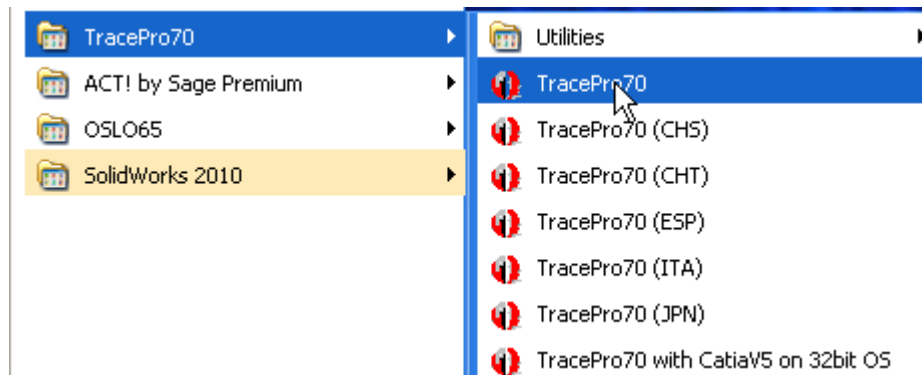 TracePro70
ACT! by Sage Premium
OSLO65
SolidWorks 2010
Utilities
TracePro70
TracePro70 (CHS)
TracePro70 (CHT)
TracePro70 (ESP)
TracePro70 (ITA)
TracePro70 (JPN)
TracePro70 with CatiaV5 on 32bit OS